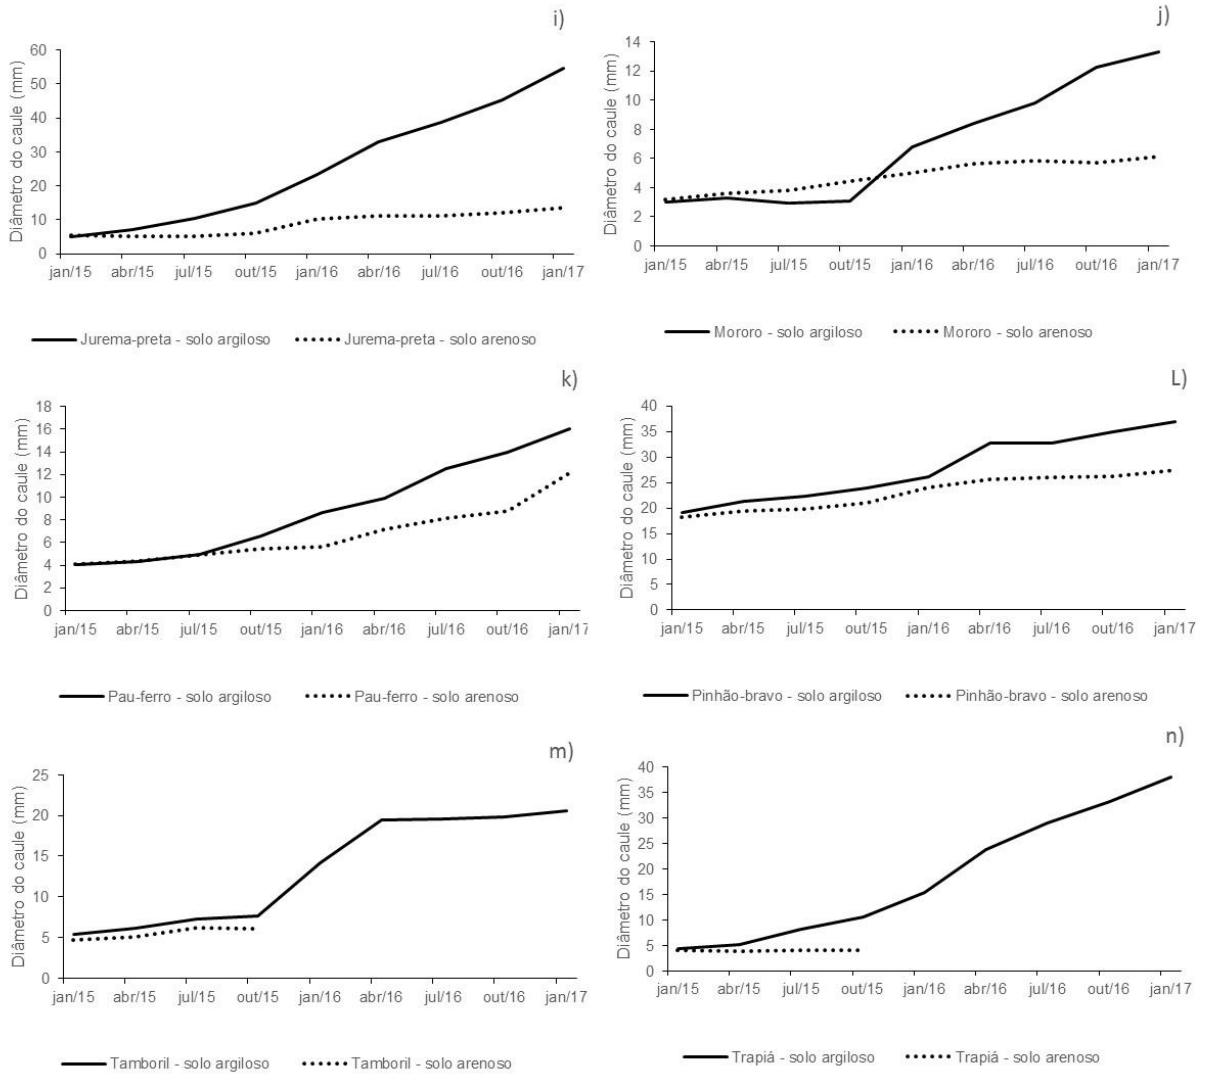 i)
Diâmetro do caule (mm)
60
50
40
30
20
10
0
jan/15 abr/15 jul/15 out/15 jan/16 abr/16 jul/16 out/16 jan/17
Jurema-preta - solo argiloso Jurema-preta - solo arenoso
j)
Diâmetro do caule (mm)
14
12
10
8
6
4
2
0
jan/15 abr/15 jul/15 out/15 jan/16 abr/16 jul/16 out/16 jan/17
Mororo - solo argiloso Mororo - solo arenoso
k)
Diâmetro do caule (mm)
18
16
14
12
10
8
6
4
2
0
jan/15 abr/15 jul/15 out/15 jan/16 abr/16 jul/16 out/16 jan/17
Pau-ferro - solo argiloso Pau-ferro - solo arenoso
L)
Diâmetro do caule (mm)
40
35
30
25
20
15
10
5
0
jan/15 abr/15 jul/15 out/15 jan/16 abr/16 jul/16 out/16 jan/17
Pinhão-bravo - solo argiloso Pinhão-bravo - solo arenoso
m)
Diâmetro do caule (mm)
25
20
15
10
5
0
jan/15 abr/15 jul/15 out/15 jan/16 abr/16 jul/16 out/16 jan/17
Tamboril - solo argiloso Tamboril - solo arenoso
n)
Diâmetro do caule (mm)
40
35
30
25
20
15
10
5
0
jan/15 abr/15 jul/15 out/15 jan/16 abr/16 jul/16 out/16 jan/17
Trapiá - solo argiloso Trapiá - solo arenoso